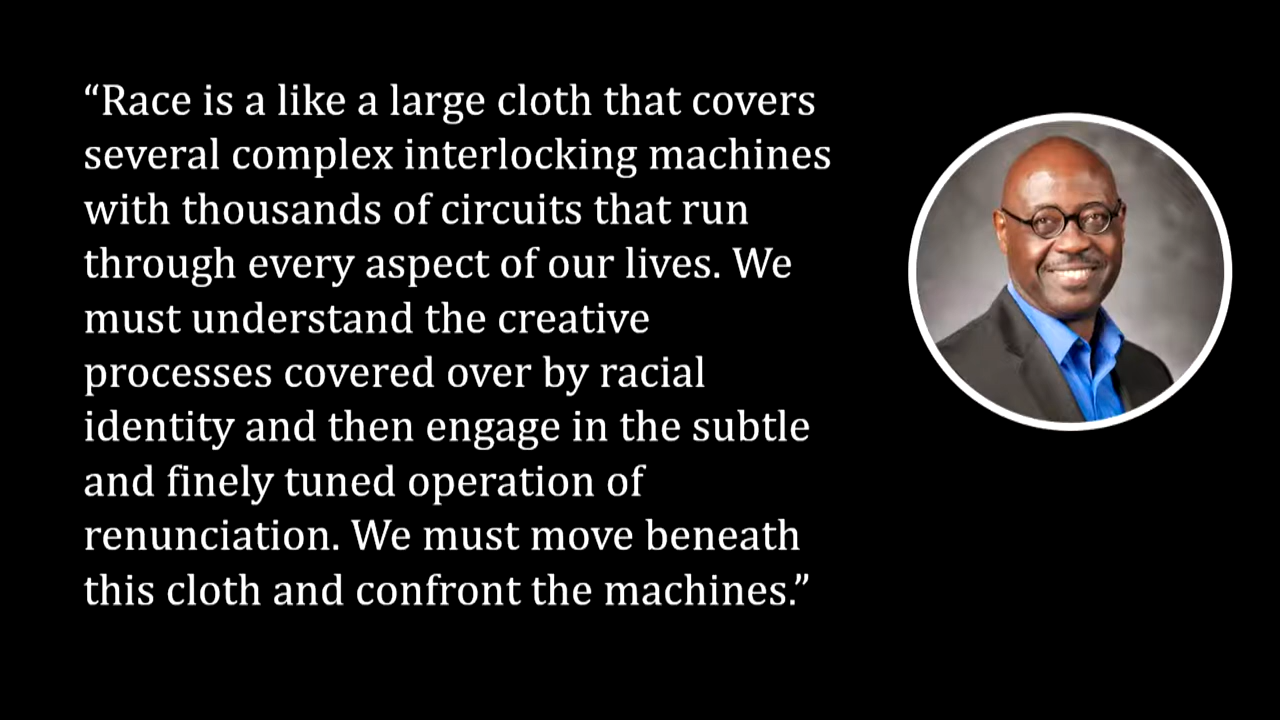 “Race is a like a large cloth that covers
several complex interlocking machines
with thousands of circuits that run
through every aspect of our lives. We
must understand the creative
processes covered over by racial
identity and then engage in the subtle
and finely tuned operation of
renunciation. We must move beneath
this cloth and confront the machines.”